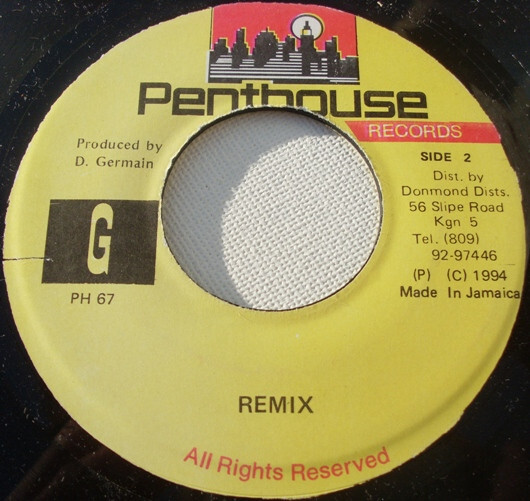 Penthouse
RECORDS
Produced by
D. Germain
G
PH 67
SIDE 2
Dist. by
Donmond Dists.
56 Slipe Road
Kgn 5
Tel. (809)
92-97446
(P) (C) 1994
Made In Jamaica
REMIX
All Rights Reserved